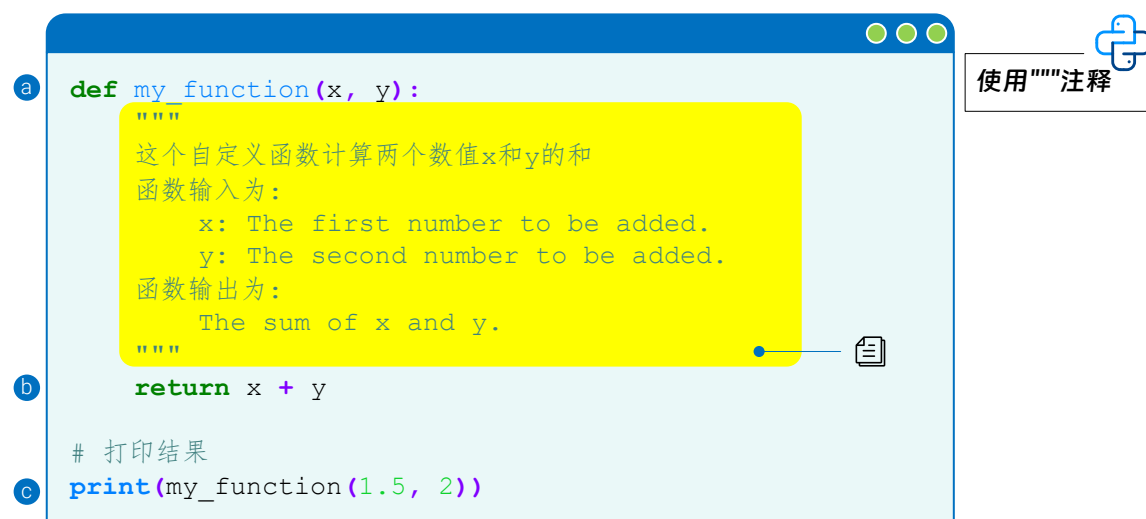 使用"""注释
a def my_function(x, y):
"""
这个自定义函数计算两个数值x和y的和
函数输入为:
x: The first number to be added.
y: The second number to be added.
函数输出为:
The sum of x and y.
"""
b return x + y
# 打印结果
c print(my_function(1.5, 2))